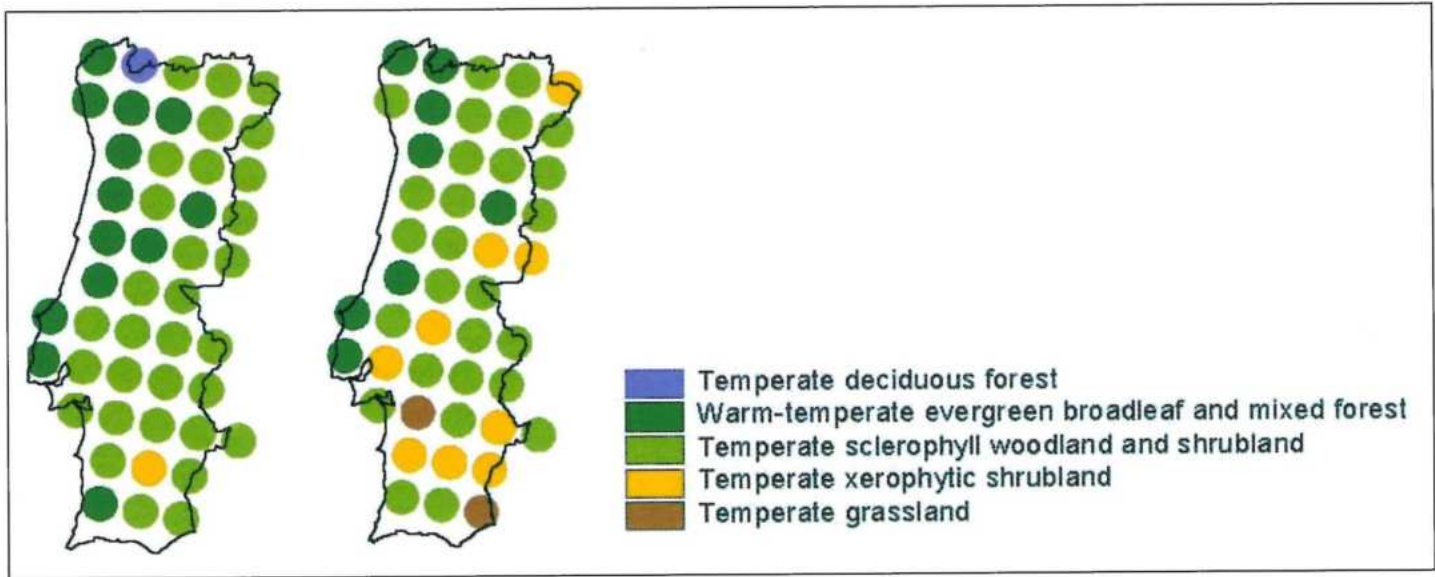 Temperate deciduous forest
Warm-temperate evergreen broadleaf and mixed forest
Temperate sclerophyll woodland and shrubland
Temperate xerophytic shrubland
Temperate grassland